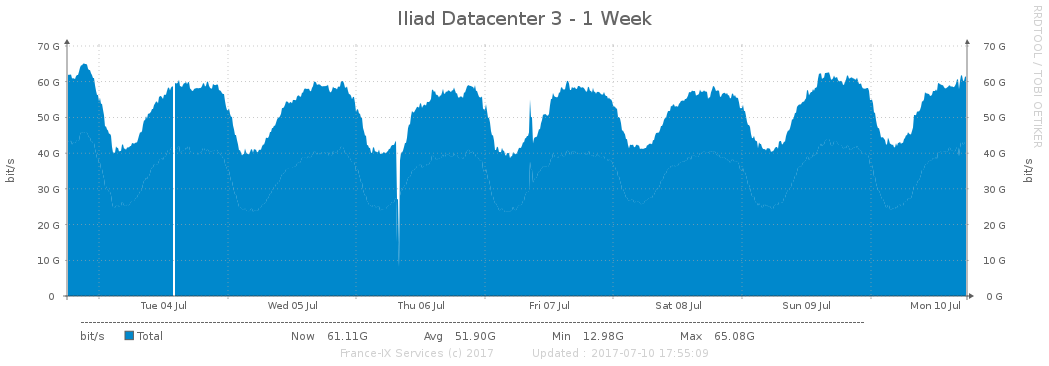 Iliad Datacenter 3 - 1 Week
RRDTOOL / TOBI OETIKER
70 G 70 G
60 G 60 G
50 G 50 G
40 G 40 G
30 G 30 G
20 G 20 G
10 G 10 G
0 0 G
bit/s bit/s
Tue 04 Jul Wed 05 Jul Thu 06 Jul Fri 07 Jul Sat 08 Jul Sun 09 Jul Mon 10 Jul
bit/s Total Now 61.11G Avg 51.90G Min 12.98G Max 65.08G
France-IX Services (c) 2017 Updated : 2017-07-10 17:55:09